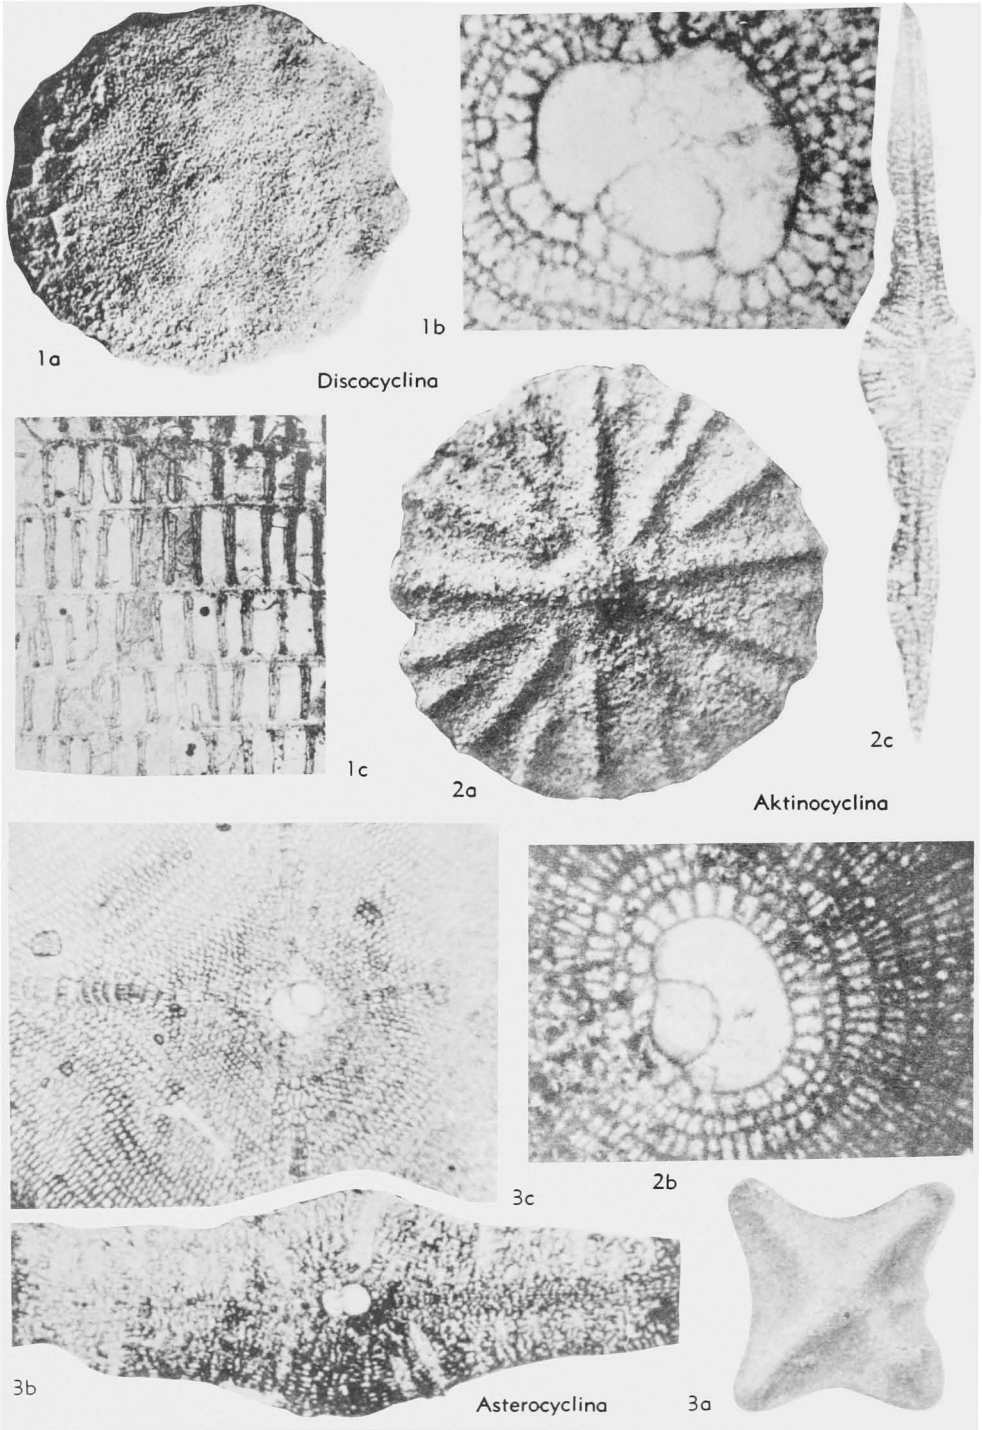 1a
1b
Discocyclina
1c
2a
2c
Aktinocyclina
3c
2b
3b
Asterocyclina
3a